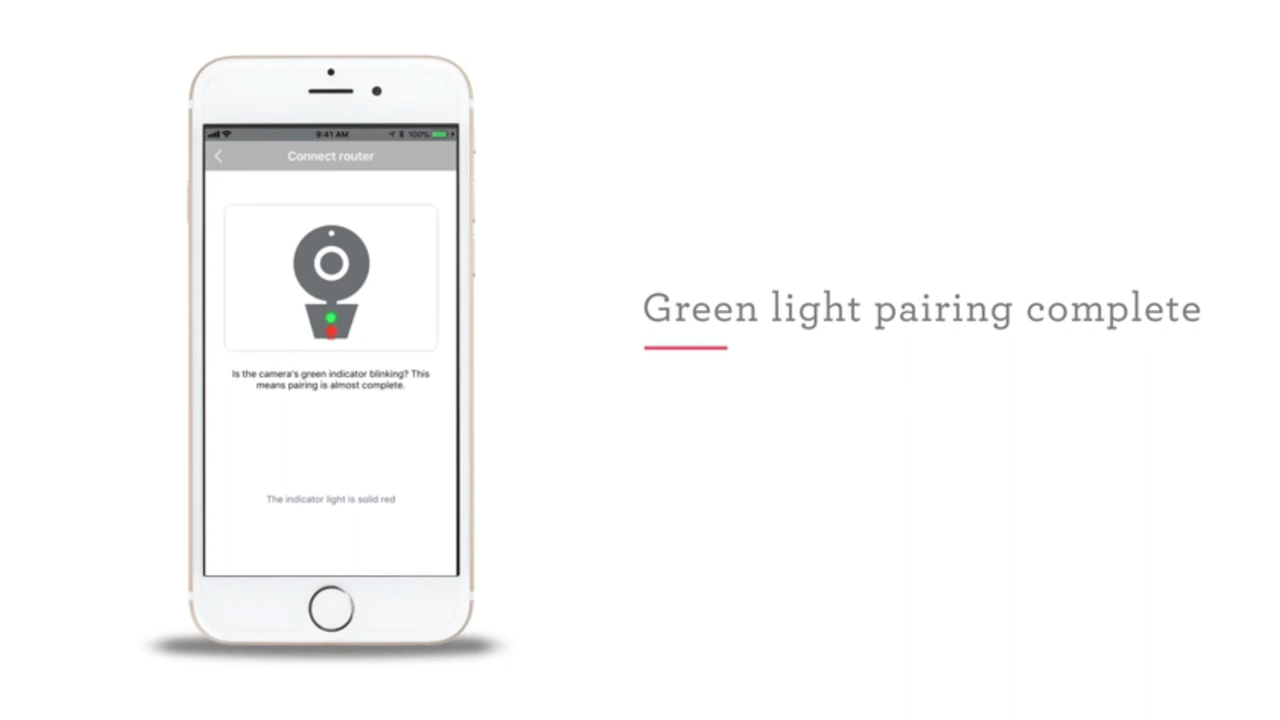 9:41 AM 100%
Connect router
Is the camera's green indicator blinking? This
means pairing is almost complete.
The indicator light is solid red
Green light pairing complete